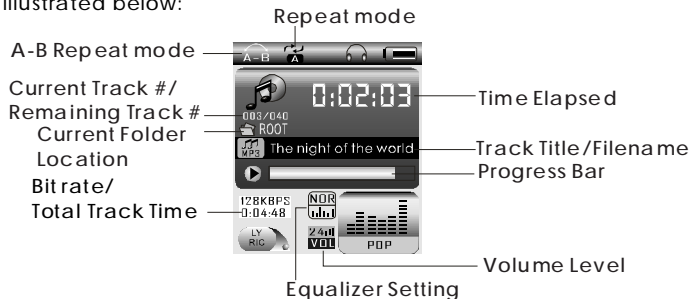 illustrated below:
Repeat mode
A-B Repeat mode
A-B
A
Current Track #/
Remaining Track #
0:02:03
Time Elapsed
003/040
Current Folder
Location
ROOT
MP3
The night of the world
Track Title/Filename
Progress Bar
Bit rate/
Total Track Time
128KBPS
0:04:48
NOR
LY
RIC
24
VOL
POP
Volume Level
Equalizer Setting